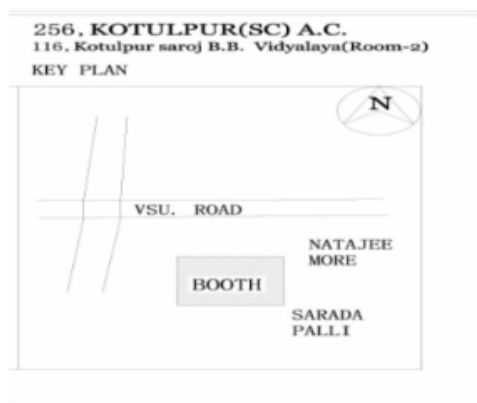 256, KOTULPUR(SC) A.C.
116, Kotulpur saroj B.B. Vidyalaya(Room-2)
KEY PLAN
N
VSU. ROAD
NATAJEE
MORE
BOOTH
SARADA
PALLI